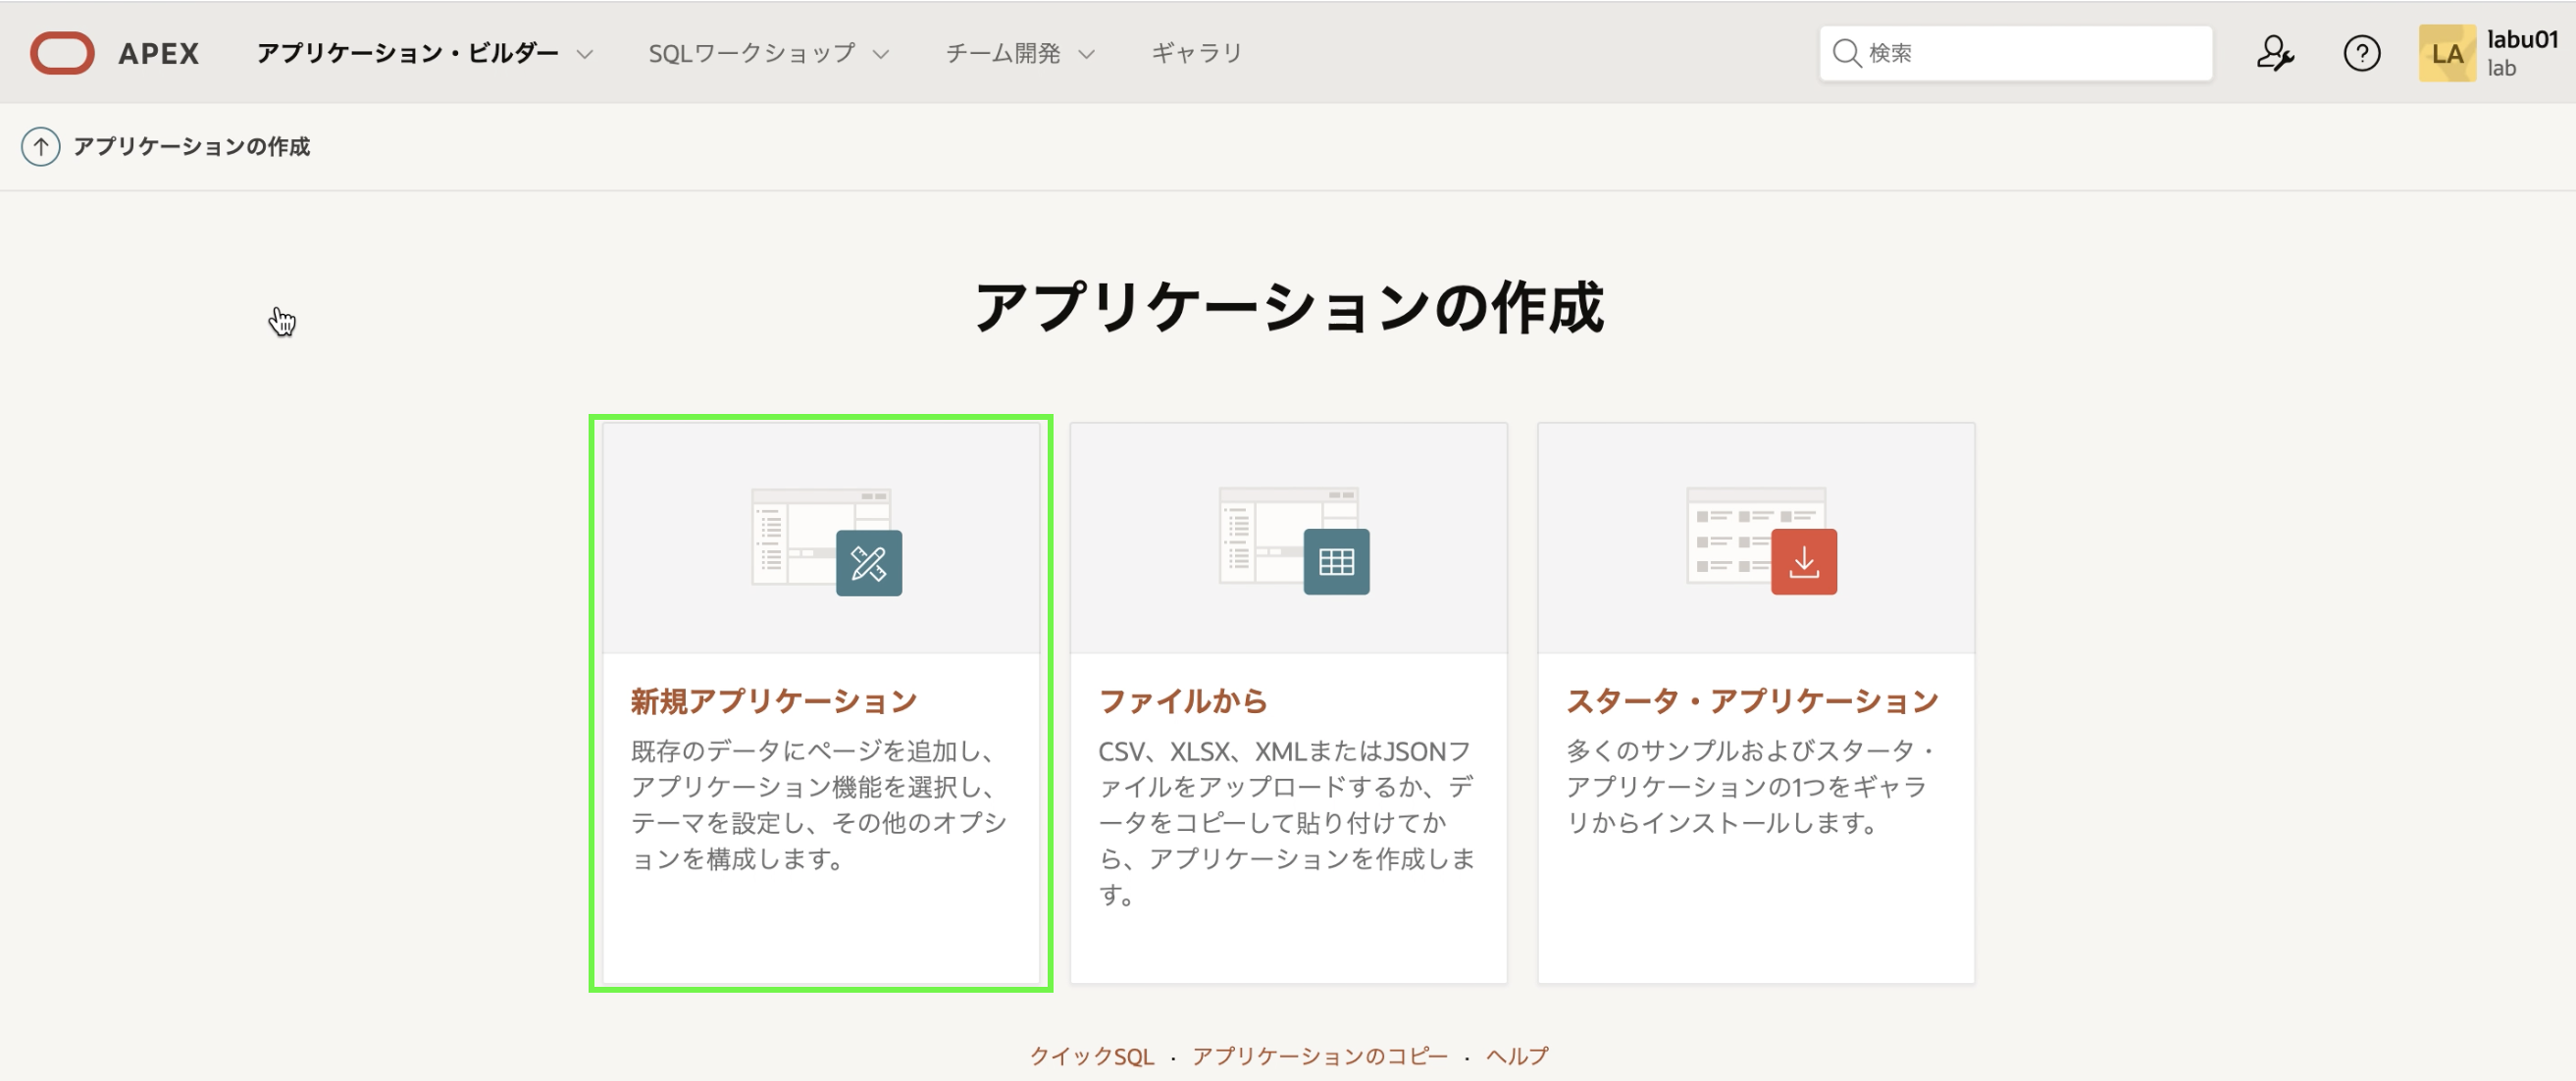 APEX アプリケーション・ビルダー SQLワークショップ チーム開発 ギャラリ 検索 LA labu01
lab
アプリケーションの作成
アプリケーションの作成
新規アプリケーション
既存のデータにページを追加し、
アプリケーション機能を選択し、
テーマを設定し、その他のオプシ
ョンを構成します。
ファイルから
CSV、XLSX、XMLまたはJSONフ
ァイルをアップロードするか、デ
ータをコピーして貼り付けてか
ら、アプリケーションを作成しま
す。
スタータ・アプリケーション
多くのサンプルおよびスタータ・
アプリケーションの1つをギャラ
リからインストールします。
クイックSQL · アプリケーションのコピー · ヘルプ